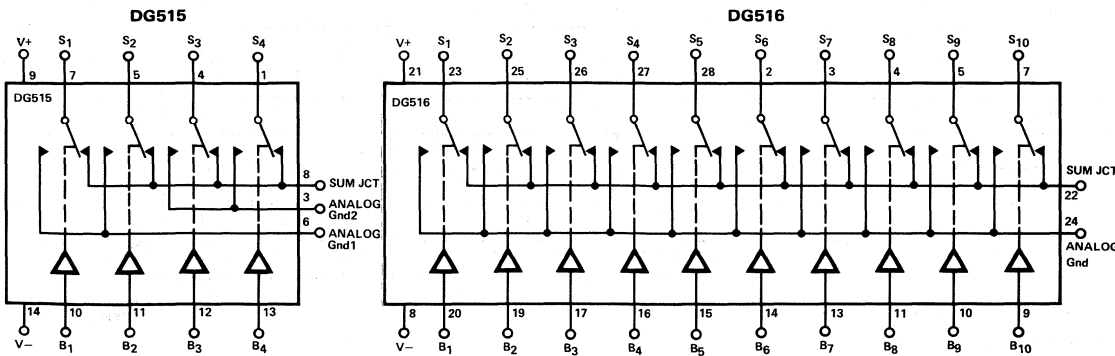 DG515
DG516
V+ S1 S2 S3 S4
9 7 5 4 1
DG515
8 SUM JCT
3 ANALOG
Gnd2
6 ANALOG
Gnd1
14 10 11 12 13
V− B1 B2 B3 B4
V+ S1 S2 S3 S4 S5 S6 S7 S8 S9 S10
21 23 25 26 27 28 2 3 4 5 7
DG516
SUM JCT
22
24
ANALOG
Gnd
8 20 19 17 16 15 14 13 11 10 9
V− B1 B2 B3 B4 B5 B6 B7 B8 B9 B10